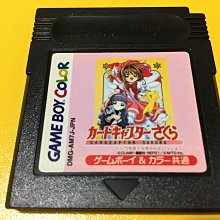 GAME BOY COLOR
DMG-AM7J-JPN
カードキャプターさくら
CARDCAPTOR SAKURA
ゲームボーイ&カラー共通